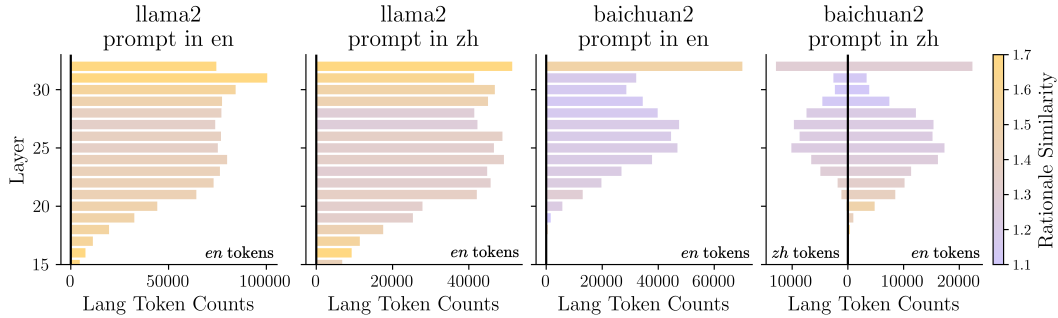 llama2
prompt in en
llama2
prompt in zh
baichuan2
prompt in en
baichuan2
prompt in zh
Layer
30
25
20
15
en tokens
en tokens
en tokens
zh tokens
en tokens
0
50000
100000
0
20000
40000
0
20000
40000
60000
10000
0
10000
20000
Lang Token Counts
Lang Token Counts
Lang Token Counts
Lang Token Counts
1.7
1.6
1.5
1.4
1.3
1.2
1.1
Rationale Similarity